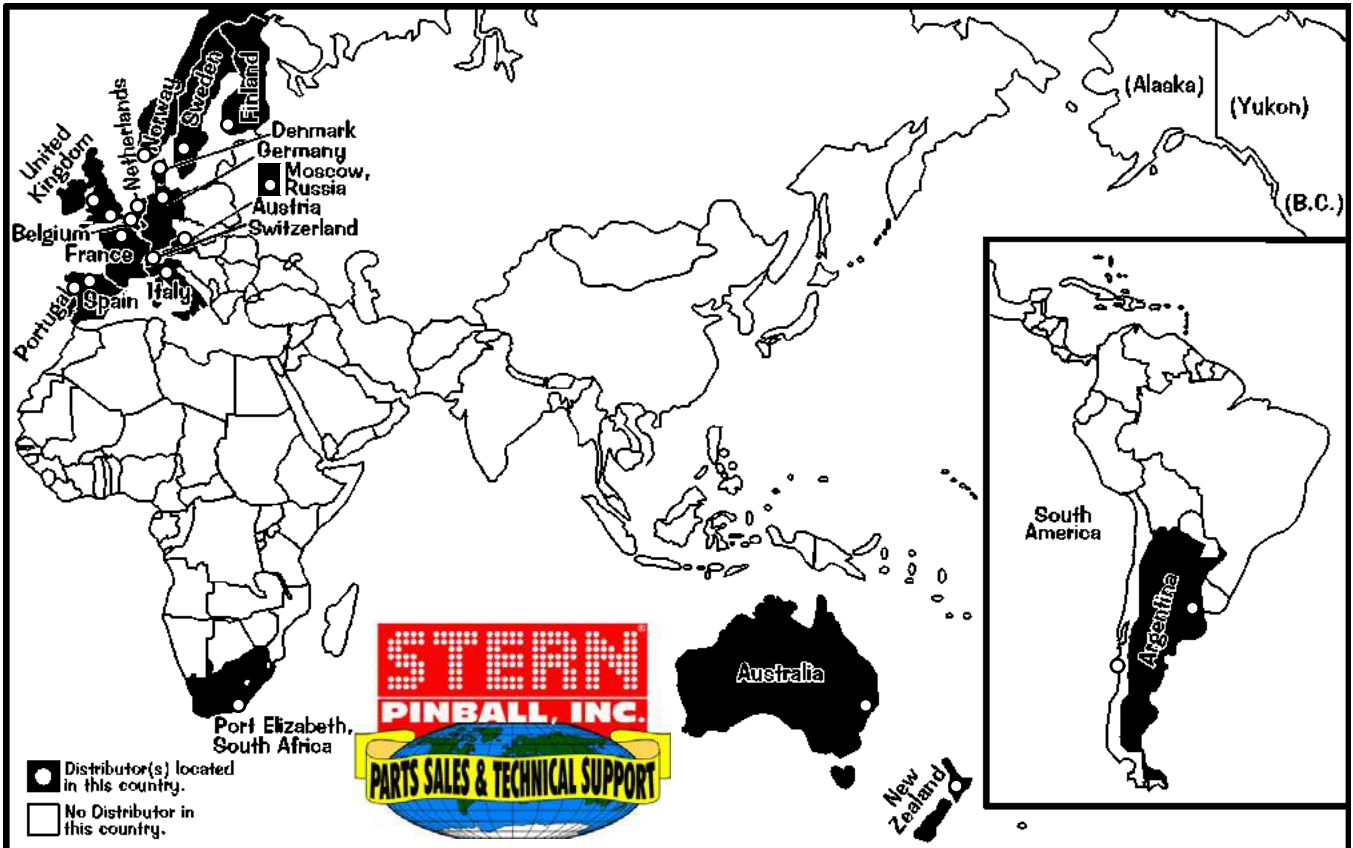 United
Kingdom
Netherlands
Norway
Sweden
Finland
Denmark
Germany
Moscow,
Russia
Austria
Switzerland
Belgium
France
Portugal
Spain
Italy
(Alaaka)
(Yukon)
(B.C.)
South
America
Argentina
Australia
New
Zealand
Port Elizabeth,
South Africa
STERN®
PINBALL, INC.
PARTS SALES & TECHNICAL SUPPORT
Distributor(s) located
in this country.
No Distributor in
this country.